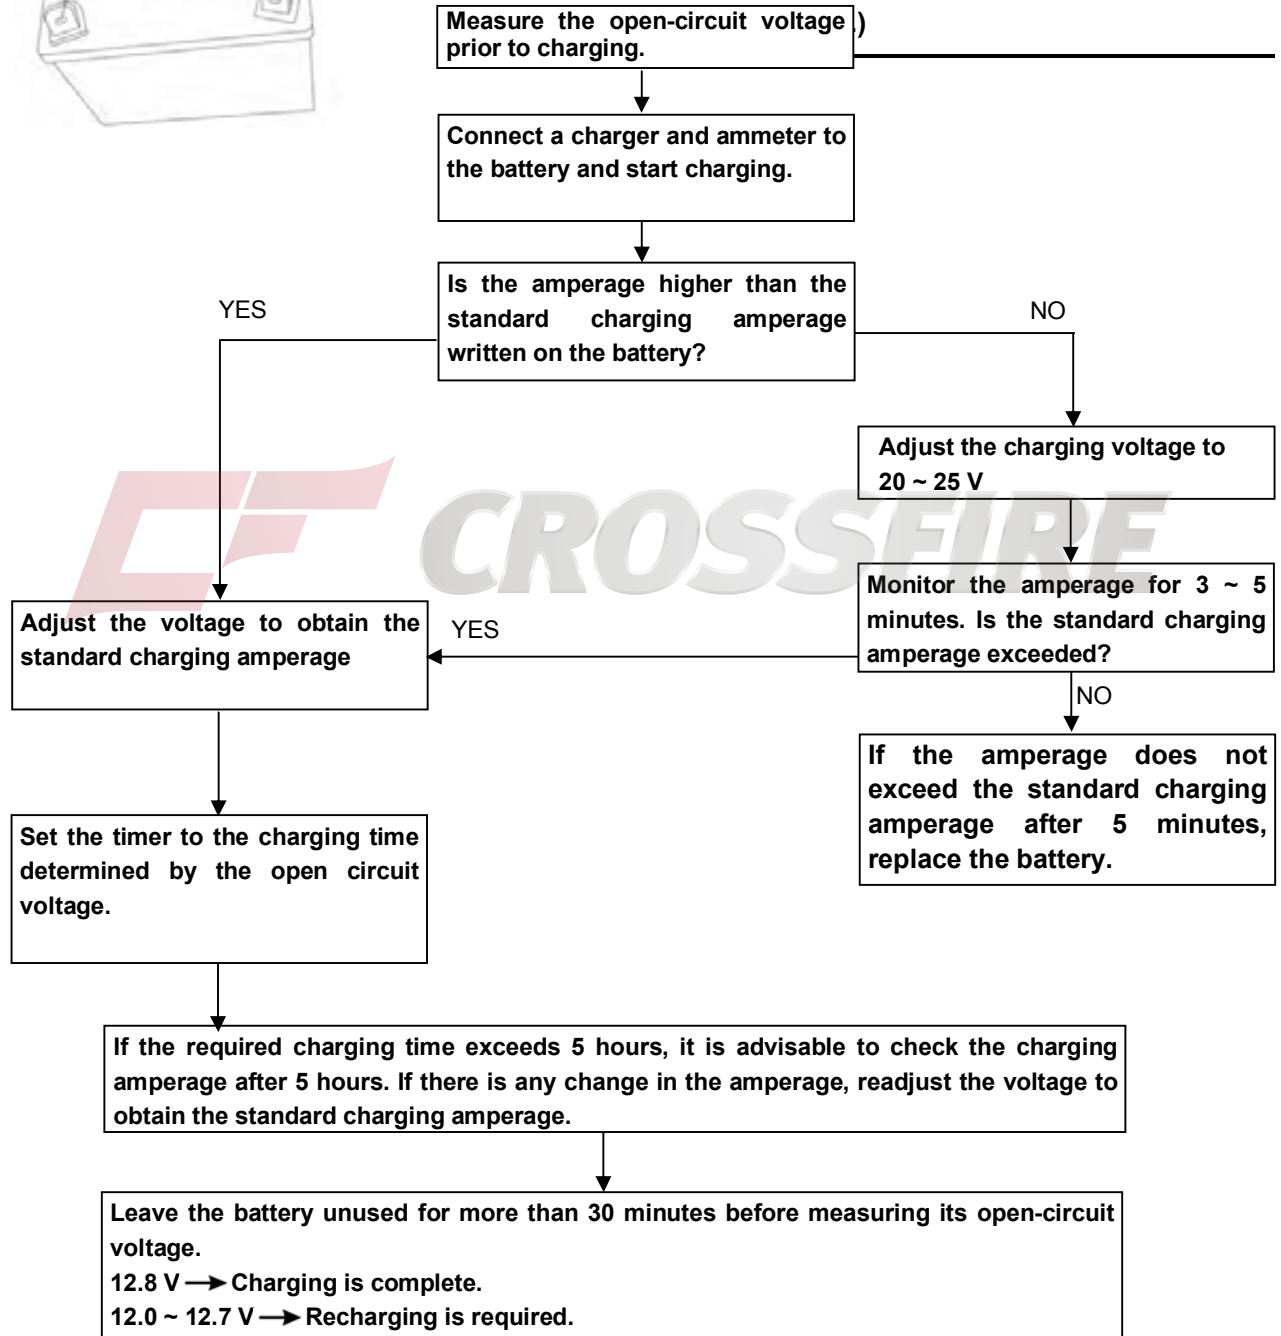 Measure the open-circuit voltage
prior to charging.
.)
Connect a charger and ammeter to
the battery and start charging.
Is the amperage higher than the
standard charging amperage
written on the battery?
YES
NO
Adjust the charging voltage to
20 ~ 25 V
CROSSFIRE
Monitor the amperage for 3 ~ 5
minutes. Is the standard charging
amperage exceeded?
YES
Adjust the voltage to obtain the
standard charging amperage
NO
If the amperage does not
exceed the standard charging
amperage after 5 minutes,
replace the battery.
Set the timer to the charging time
determined by the open circuit
voltage.
If the required charging time exceeds 5 hours, it is advisable to check the charging
amperage after 5 hours. If there is any change in the amperage, readjust the voltage to
obtain the standard charging amperage.
Leave the battery unused for more than 30 minutes before measuring its open-circuit
voltage.
12.8 V → Charging is complete.
12.0 ~ 12.7 V → Recharging is required.